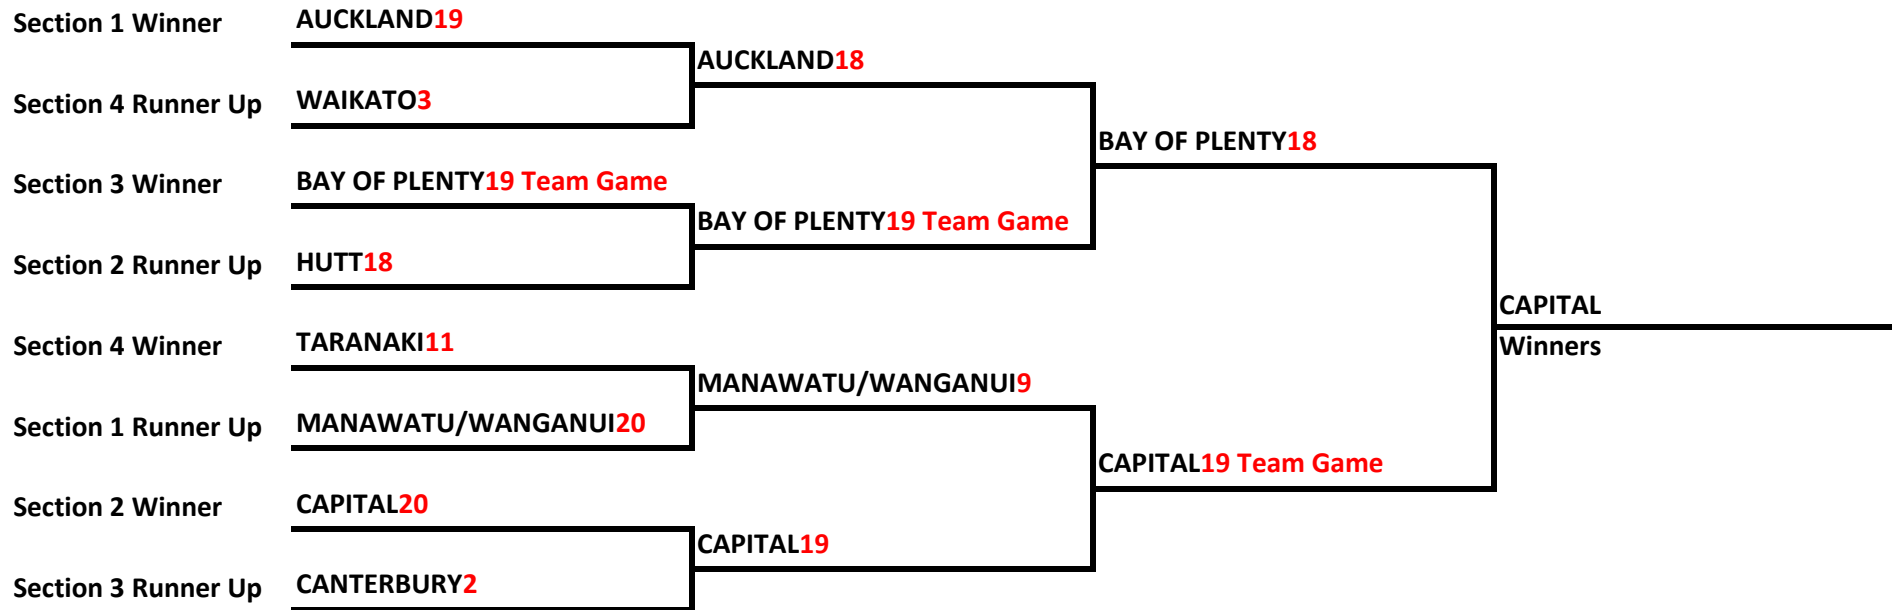 Section 1 Winner AUCKLAND19
AUCKLAND18
Section 4 Runner Up WAIKATO3
BAY OF PLENTY18
Section 3 Winner BAY OF PLENTY19 Team Game
BAY OF PLENTY19 Team Game
Section 2 Runner Up HUTT18
CAPITAL
Section 4 Winner TARANAKI11
Winners
MANAWATU/WANGANUI9
Section 1 Runner Up MANAWATU/WANGANUI20
CAPITAL19 Team Game
Section 2 Winner CAPITAL20
CAPITAL19
Section 3 Runner Up CANTERBURY2